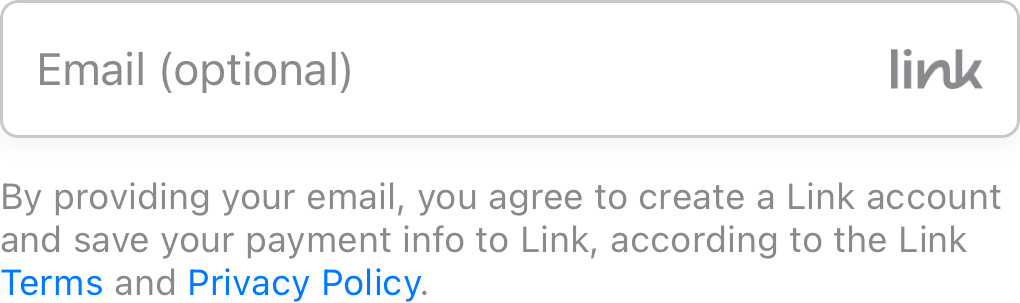 Email (optional) link
By providing your email, you agree to create a Link account
and save your payment info to Link, according to the Link
Terms and Privacy Policy.